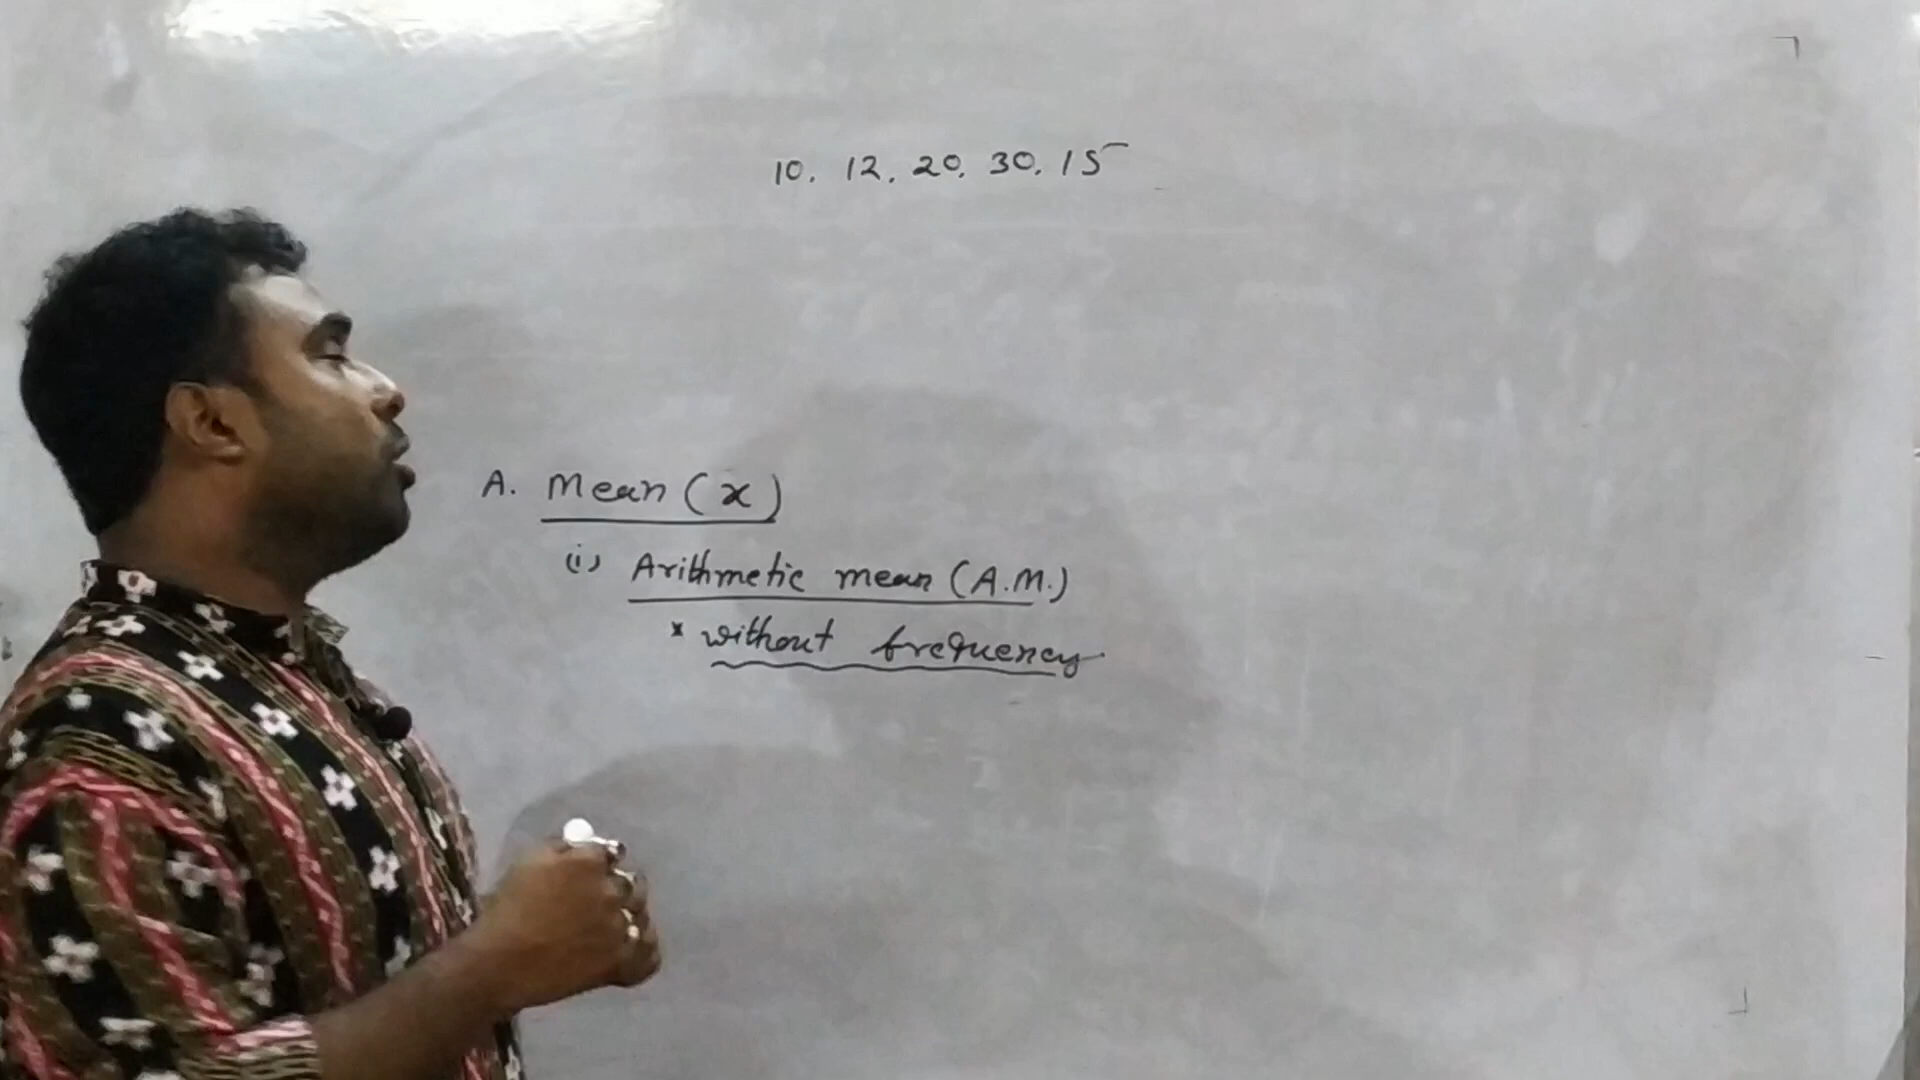 10, 12, 20, 30, 15
A. Mean (x)
(i) Arithmetic mean (A.M.)
* without frequency